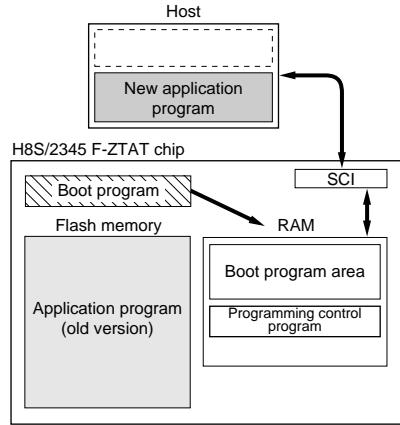 Host
New application
program
H8S/2345 F-ZTAT chip
SCI
Boot program
Flash memory
RAM
Boot program area
Application program
(old version)
Programming control
program